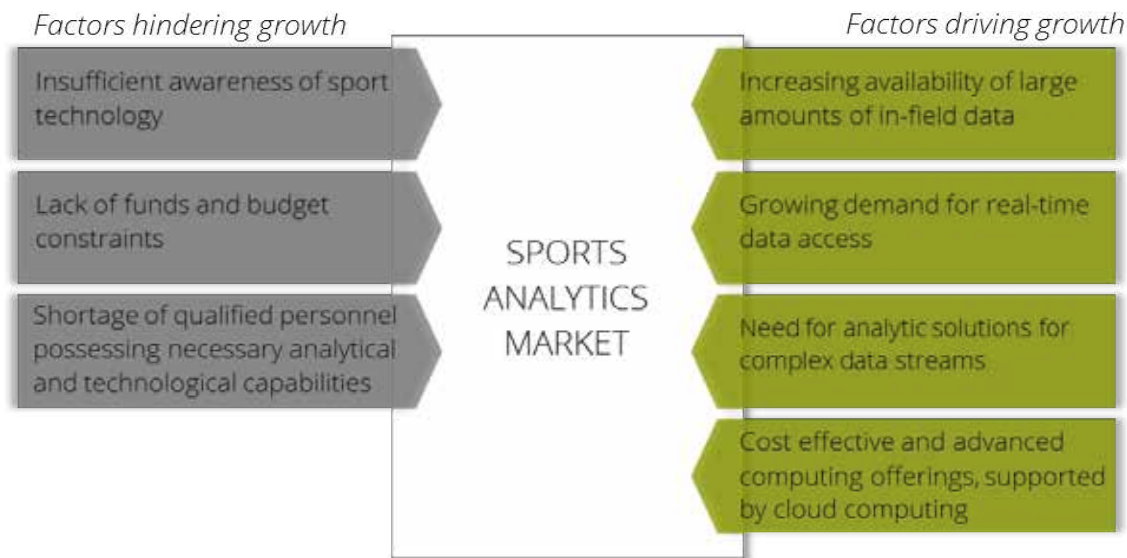 Factors hindering growth
Insufficient awareness of sport
technology
Lack of funds and budget
constraints
Shortage of qualified personnel
possessing necessary analytical
and technological capabilities
SPORTS
ANALYTICS
MARKET
Factors driving growth
Increasing availability of large
amounts of in-field data
Growing demand for real-time
data access
Need for analytic solutions for
complex data streams
Cost effective and advanced
computing offerings, supported
by cloud computing